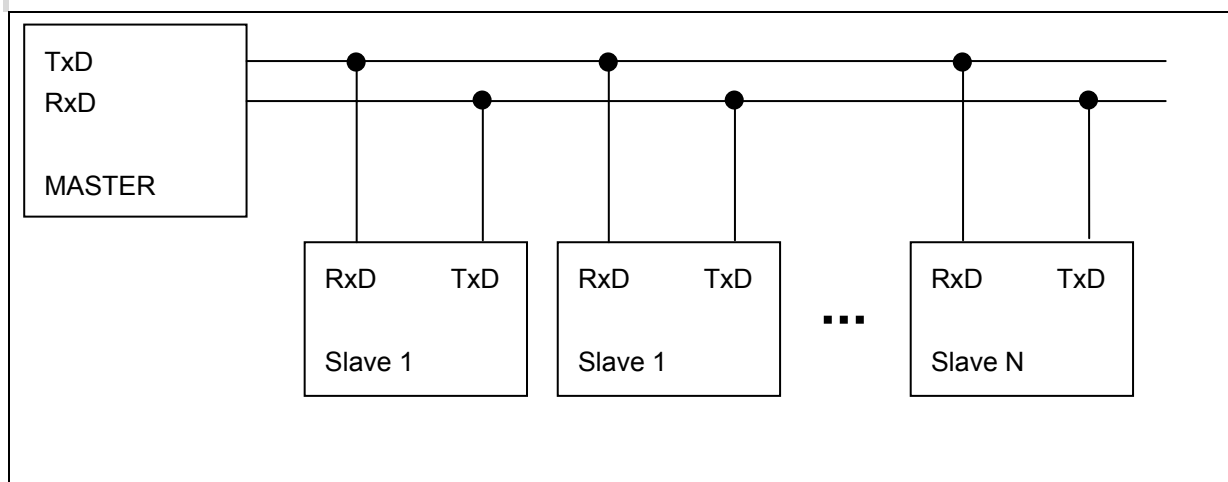 TxD
RxD
MASTER
RxD TxD RxD TxD RxD TxD
...
Slave 1 Slave 1 Slave N